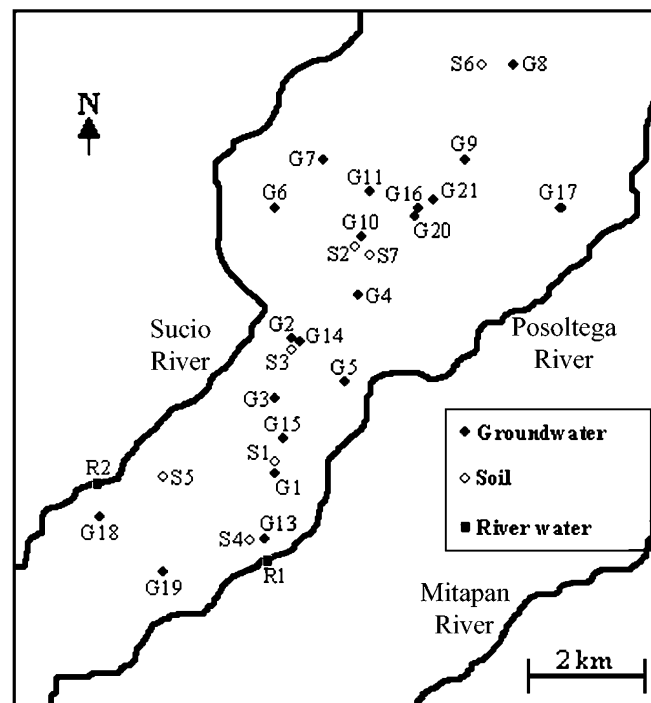 S6 G8
N
G7 G9
G11
G6 G16 G21 G17
G10 G20
S2 S7
G4
Sucio
River
G2
G14
S3
Posoltega
River
G5
G3
G15
S1
G1
R2
S5
G18
S4 G13
R1
G19
Groundwater
Soil
River water
Mitapan
River
2 km